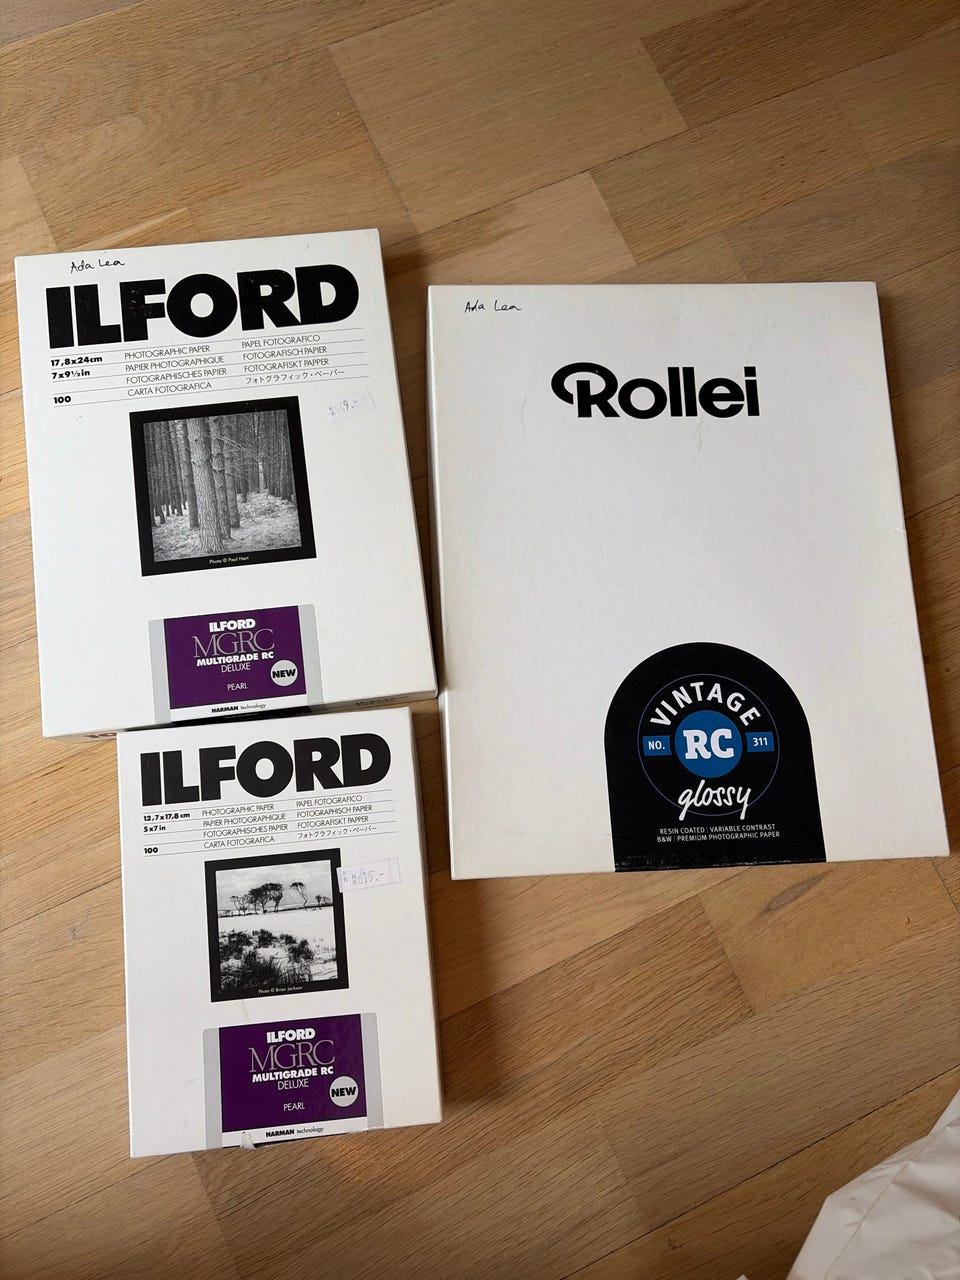 Ada Lea
ILFORD
17,8x24cm
7x9½in
100
PHOTOGRAPHIC PAPER
PAPIER PHOTOGRAPHIQUE
FOTOGRAPHISCHES PAPIER
CARTA FOTOGRAFICA
PAPEL FOTOGRAFICO
FOTOGRAFISCH PAPIER
FOTOGRAFISKT PAPPER
フォトグラフィック・ペーパー
Photo © Paul Hart
ILFORD
MGRC
MULTIGRADE RC
DELUXE
NEW
PEARL
HARMAN technology
Ada Lea
Rollei
VINTAGE
NO. RC 311
glossy
RESIN COATED | VARIABLE CONTRAST
B&W | PREMIUM PHOTOGRAPHIC PAPER
ILFORD
12,7x17,8cm
5x7in
100
PHOTOGRAPHIC PAPER
PAPIER PHOTOGRAPHIQUE
FOTOGRAPHISCHES PAPIER
CARTA FOTOGRAFICA
PAPEL FOTOGRAFICO
FOTOGRAPHISCH PAPIER
FOTOGRAFISKT PAPPER
フォトグラフィック・ペーパー
Photo © Brian Jackson
ILFORD
MGRC
MULTIGRADE RC
DELUXE
NEW
PEARL
HARMAN technology